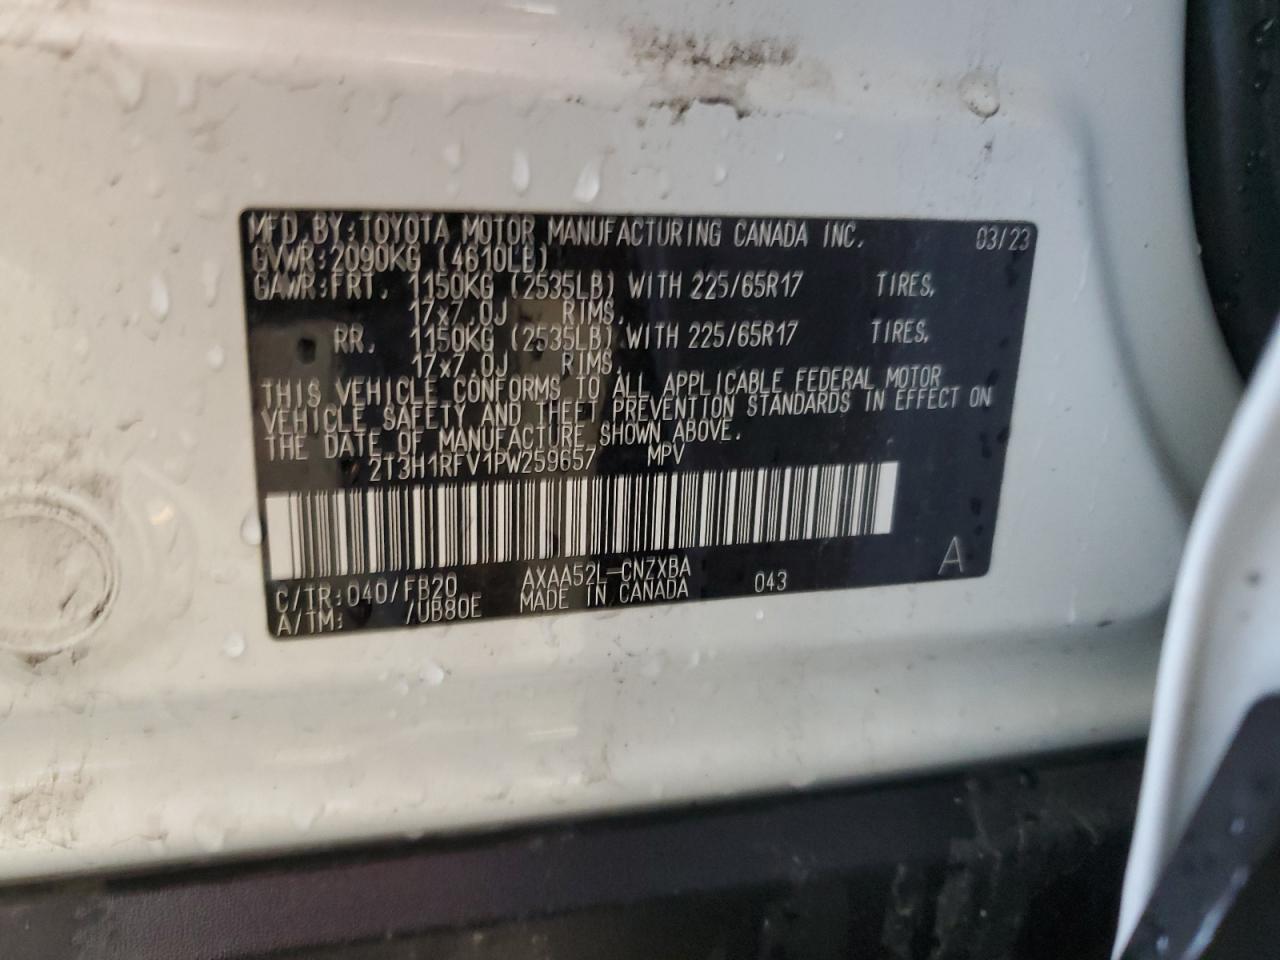 MFD. BY:TOYOTA MOTOR MANUFACTURING CANADA INC. 03/23
GVWR:2090KG (4610LB)
GAWR:FRT. 1150KG (2535LB) WITH 225/65R17 TIRES,
17x7.0J RIMS.
RR. 1150KG (2535LB) WITH 225/65R17 TIRES,
17x7.0J RIMS.
THIS VEHICLE CONFORMS TO ALL APPLICABLE FEDERAL MOTOR
VEHICLE SAFETY AND THEFT PREVENTION STANDARDS IN EFFECT ON
THE DATE OF MANUFACTURE SHOWN ABOVE.
2T3H1RFV1PW259657 MPV
C/TR:040/FB20 AXAA52L-CNZXBA 043 A
A/TM: /UB80E MADE IN CANADA